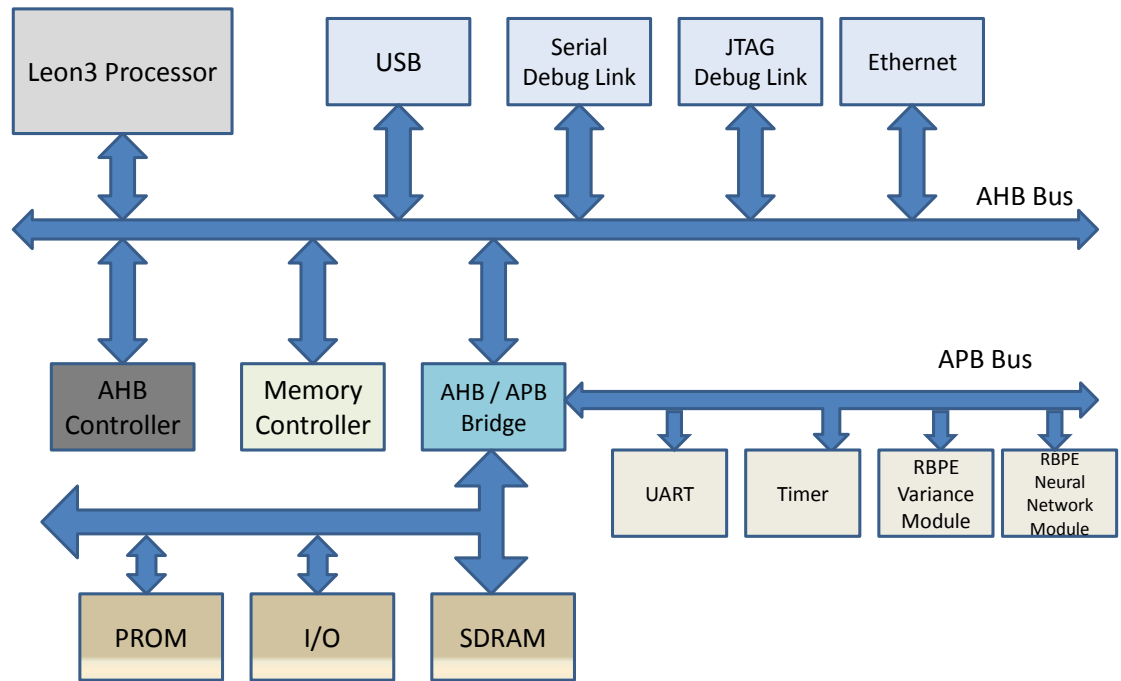 Leon3 Processor
USB
Serial
Debug Link
JTAG
Debug Link
Ethernet
AHB Bus
AHB
Controller
Memory
Controller
AHB / APB
Bridge
APB Bus
UART
Timer
RBPE
Variance
Module
RBPE
Neural
Network
Module
PROM
I/O
SDRAM